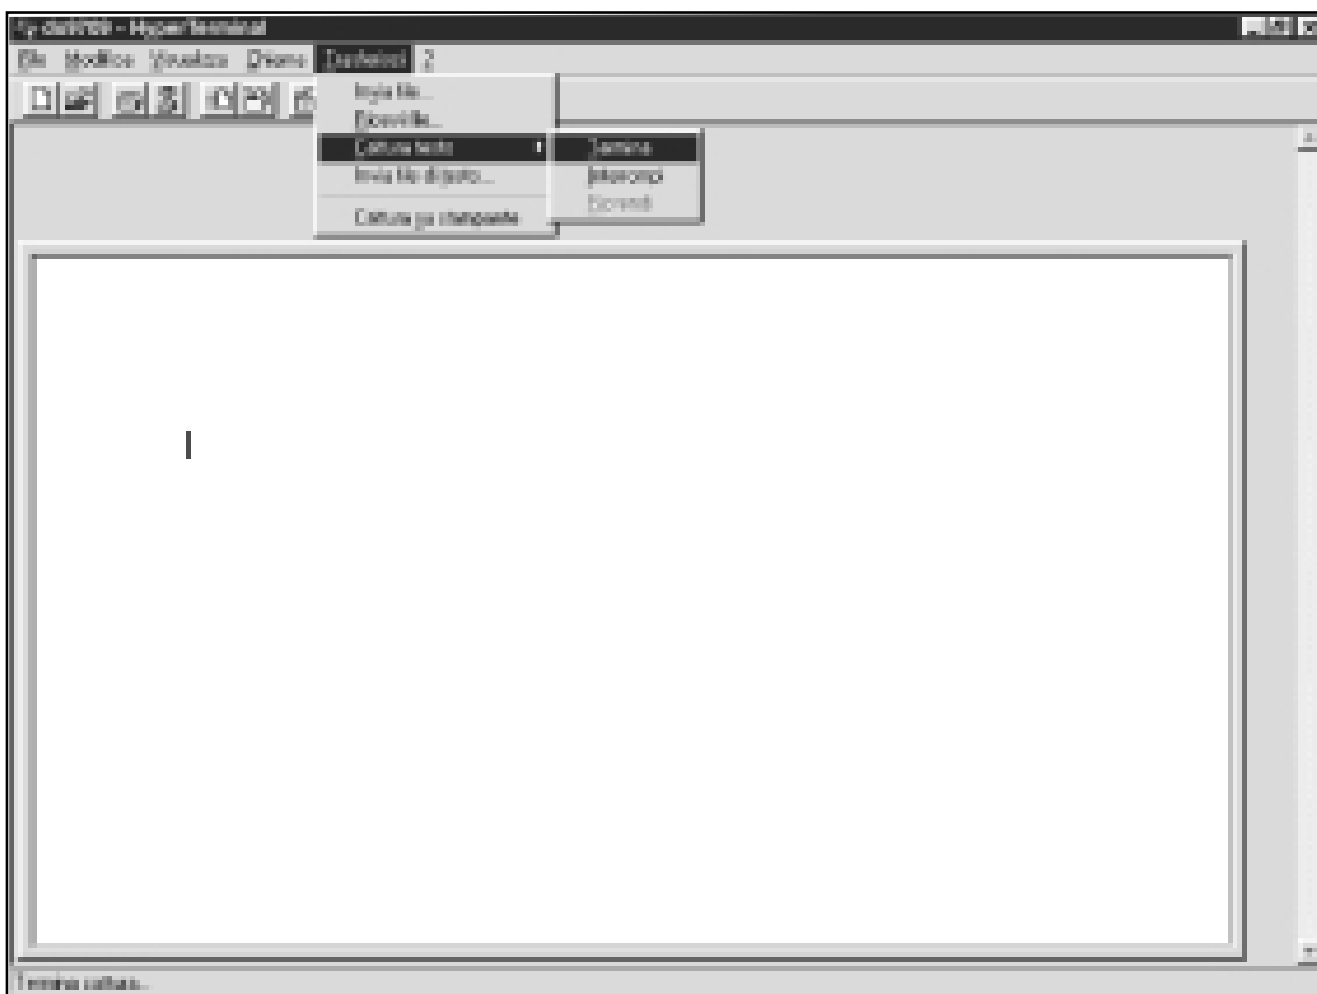 HyperTerminal
File Modifica Visualizza Chiama Trasferisci ?
Invia file...
Ricevi file...
Cattura testo Termina
Invia file di testo... Interrompi
Riprendi
Cattura su stampante
Termina cattura...